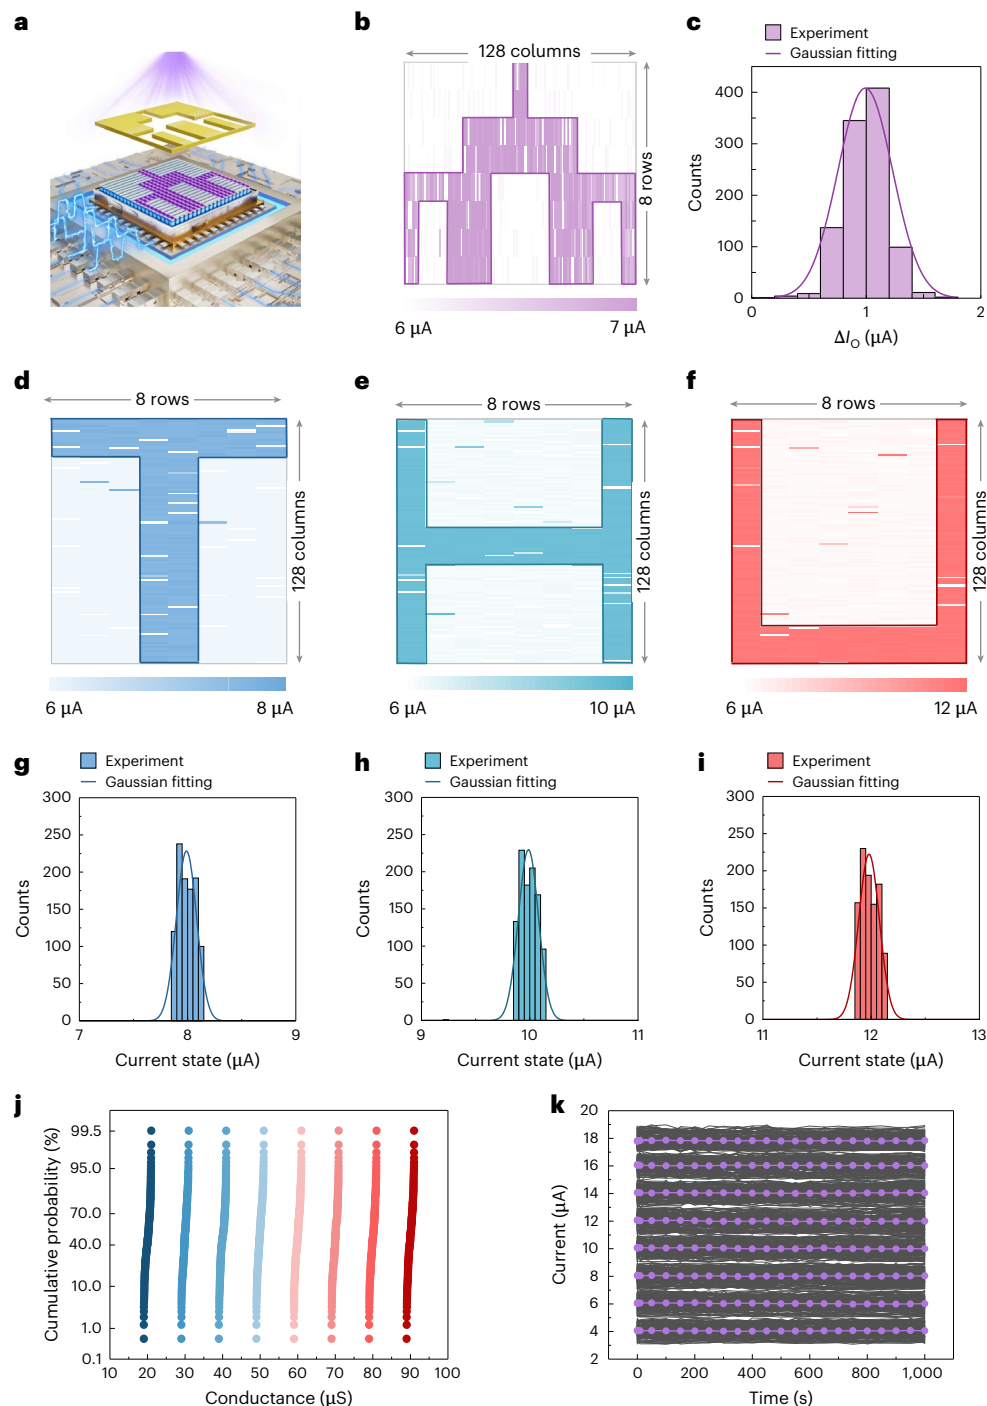 a
b
128 columns
8 rows
6 μA
7 μA
c
Experiment
Gaussian fitting
Counts
400
300
200
100
0
0
1
2
ΔI_O (μA)
d
8 rows
128 columns
6 μA
8 μA
e
8 rows
128 columns
6 μA
10 μA
f
8 rows
128 columns
6 μA
12 μA
g
Experiment
Gaussian fitting
Counts
300
250
200
150
100
50
0
7
8
9
Current state (μA)
h
Experiment
Gaussian fitting
Counts
300
250
200
150
100
50
0
9
10
11
Current state (μA)
i
Experiment
Gaussian fitting
Counts
300
250
200
150
100
50
0
11
12
13
Current state (μA)
j
Cumulative probability (%)
99.5
95.0
70.0
40.0
10.0
1.0
0.1
10
20
30
40
50
60
70
80
90
100
Conductance (μS)
k
Current (μA)
20
18
16
14
12
10
8
6
4
2
0
200
400
600
800
1,000
Time (s)